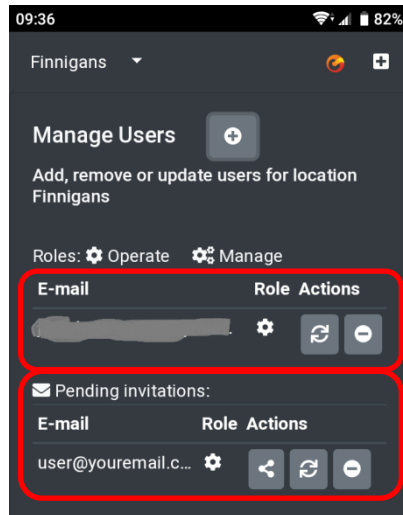 09:36 82%
Finnigans
Manage Users
Add, remove or update users for location
Finnigans
Roles: Operate Manage
E-mail Role Actions
Pending invitations:
E-mail Role Actions
user@youremail.c...